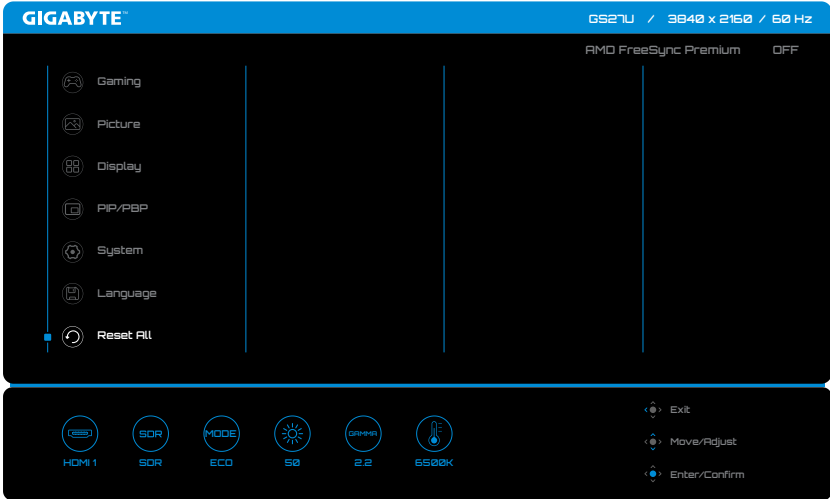 GIGABYTE™
GS27U / 3840 x 2160 / 60 Hz
AMD FreeSync Premium OFF
Gaming
Picture
Display
PIP/PBP
System
Language
Reset All
SDR MODE GAMMA
HDMI 1 SDR ECO 50 2.2 6500K
Exit
Move/Adjust
Enter/Confirm